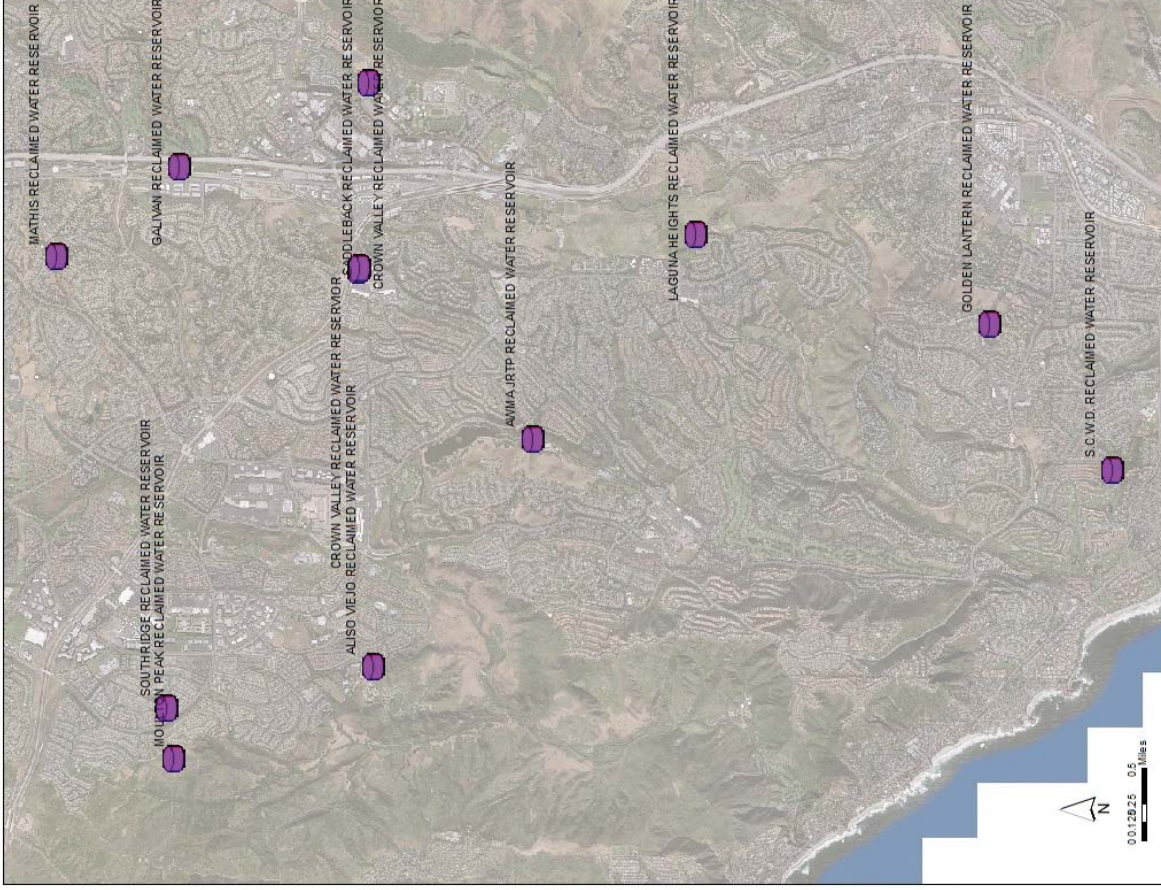 MATHIS RECLAIMED WATER RESERVOIR
GALIVAN RECLAIMED WATER RESERVOIR
SADDLEBACK RECLAIMED WATER RESERVOIR
CROWN VALLEY RECLAIMED WATER RESERVIOR
LAGUNA HEIGHTS RECLAIMED WATER RESERVOIR
GOLDEN LANTERN RECLAIMED WATER RESERVOIR
SOUTHRIDGE RECLAIMED WATER RESERVOIR
MOULTON PEAK RECLAIMED WATER RESERVOIR
CROWN VALLEY RECLAIMED WATER RESERVIOR
ALISO VIEJO RECLAIMED WATER RESERVOIR
AWMA JRTP RECLAIMED WATER RESERVOIR
S.C.W.D. RECLAIMED WATER RESERVOIR
N
0 0.125 0.25 0.5
Miles